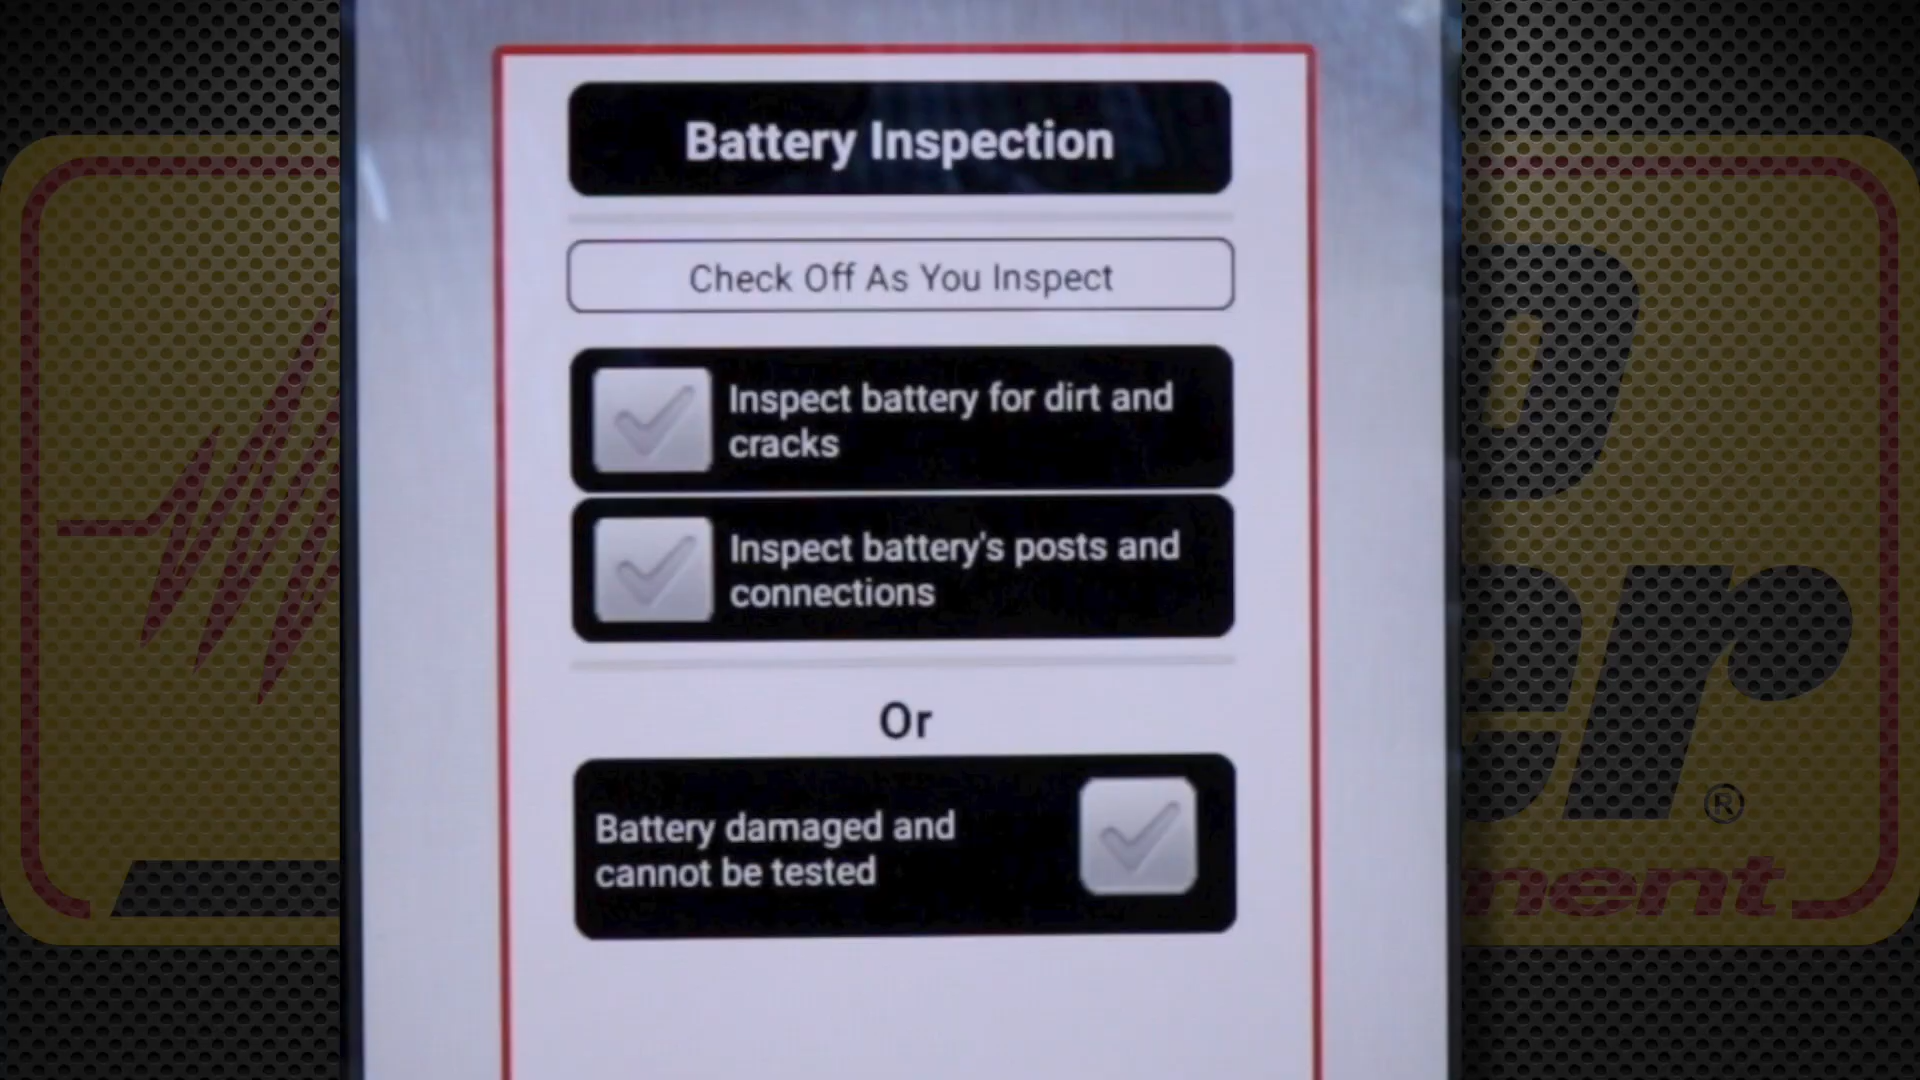 Battery Inspection
Check Off As You Inspect
Inspect battery for dirt and
cracks
Inspect battery's posts and
connections
Or
Battery damaged and
cannot be tested
®